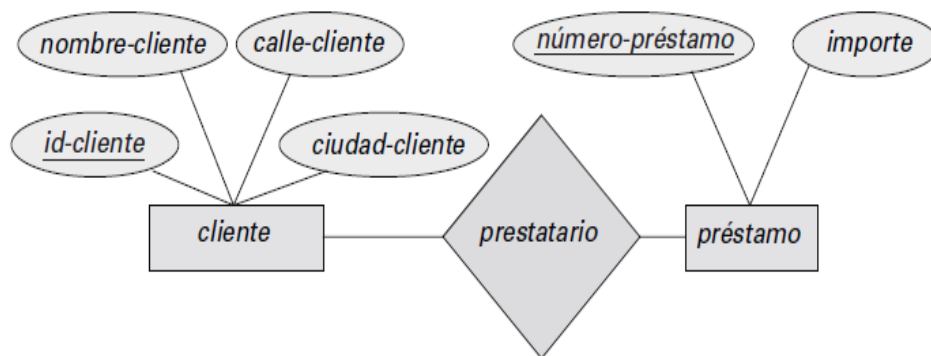 nombre-cliente
calle-cliente
número-préstamo
importe
id-cliente
ciudad-cliente
cliente
prestatario
préstamo